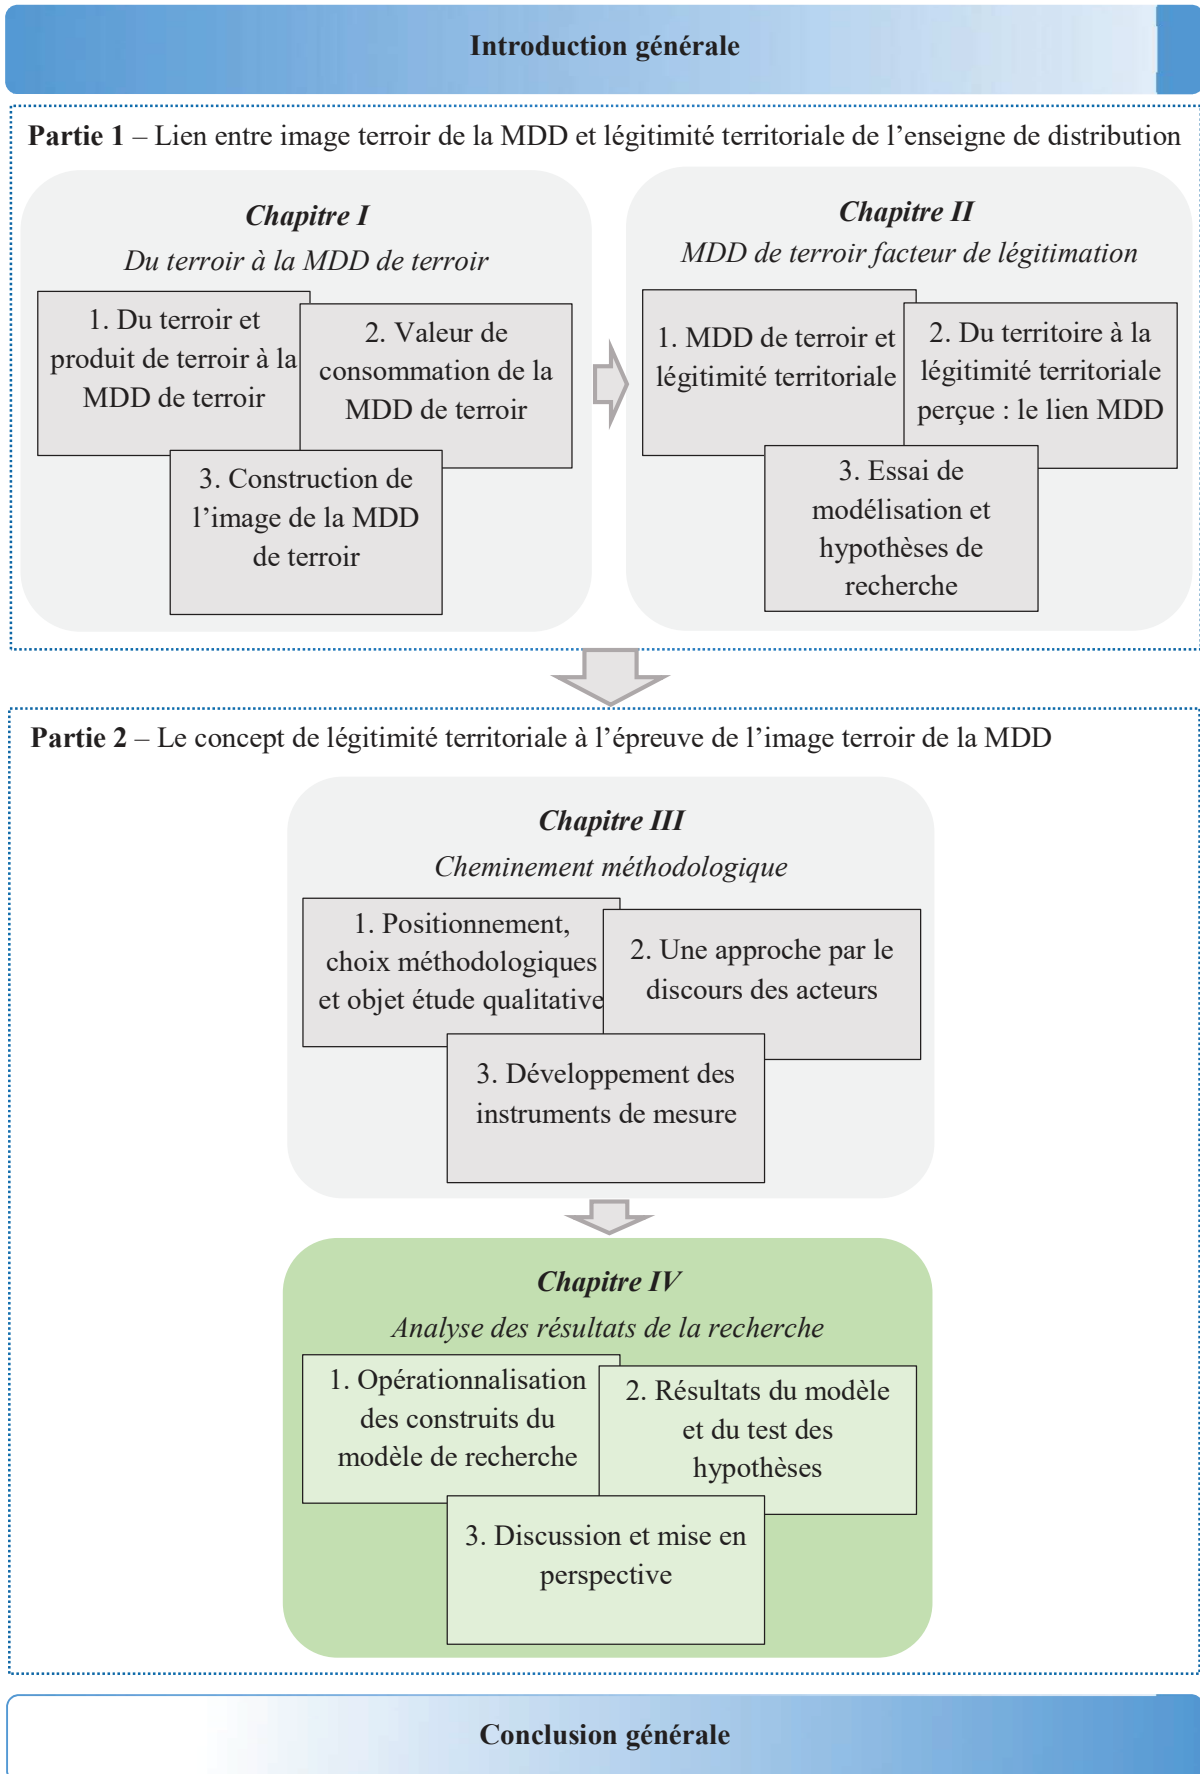 Introduction générale
Partie 1 – Lien entre image terroir de la MDD et légitimité territoriale de l’enseigne de distribution
Chapitre I
Du terroir à la MDD de terroir
1. Du terroir et
produit de terroir à la
MDD de terroir
2. Valeur de
consommation de la
MDD de terroir
3. Construction de
l’image de la MDD
de terroir
Chapitre II
MDD de terroir facteur de légitimation
1. MDD de terroir et
légitimité territoriale
2. Du territoire à la
légitimité territoriale
perçue : le lien MDD
3. Essai de
modélisation et
hypothèses de
recherche
Partie 2 – Le concept de légitimité territoriale à l’épreuve de l’image terroir de la MDD
Chapitre III
Cheminement méthodologique
1. Positionnement,
choix méthodologiques
et objet étude qualitative
2. Une approche par le
discours des acteurs
3. Développement des
instruments de mesure
Chapitre IV
Analyse des résultats de la recherche
1. Opérationnalisation
des construits du
modèle de recherche
2. Résultats du modèle
et du test des
hypothèses
3. Discussion et mise en
perspective
Conclusion générale